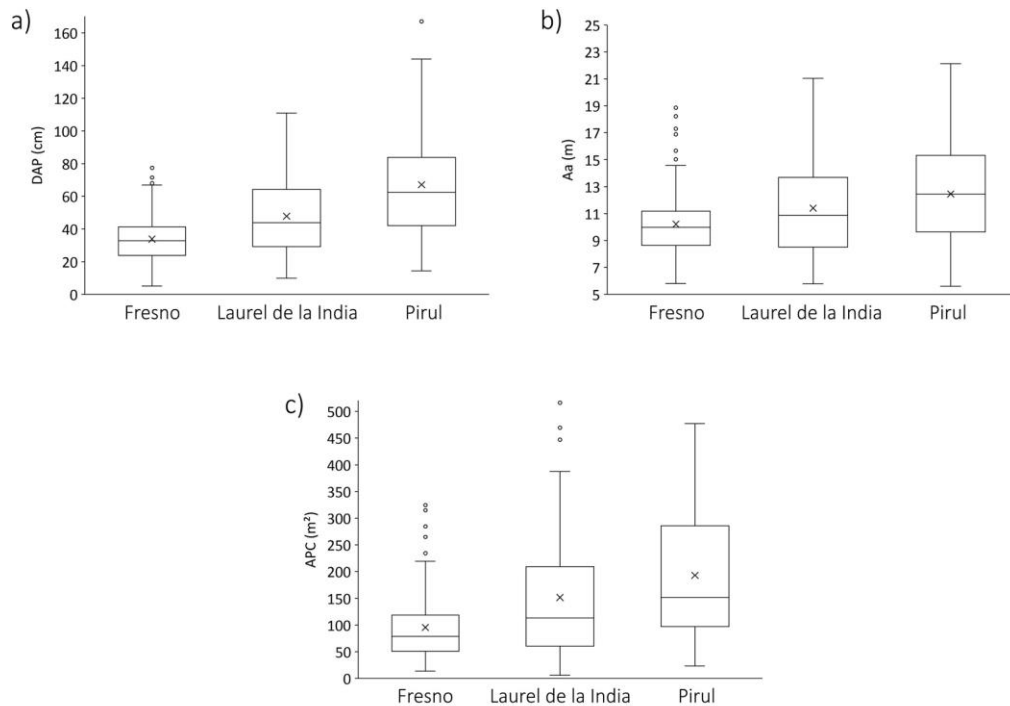 a)
DAP (cm)
160
140
120
100
80
60
40
20
0
Fresno
Laurel de la India
Pirul
b)
Aa (m)
25
23
21
19
17
15
13
11
9
7
5
Fresno
Laurel de la India
Pirul
c)
APC (m²)
500
450
400
350
300
250
200
150
100
50
0
Fresno
Laurel de la India
Pirul